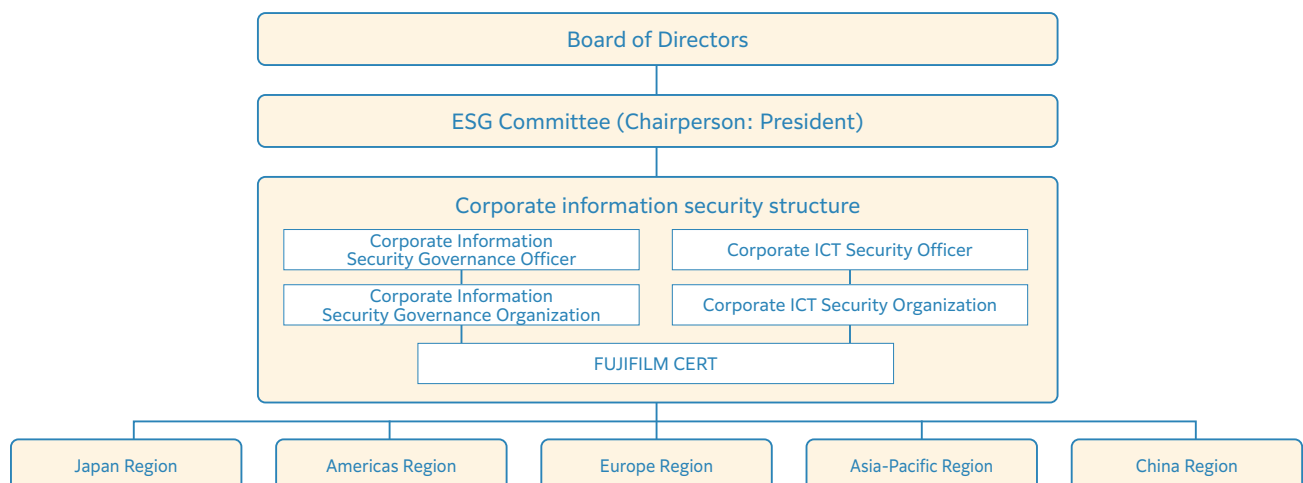 Board of Directors
ESG Committee (Chairperson: President)
Corporate information security structure
Corporate Information
Security Governance Officer
Corporate ICT Security Officer
Corporate Information
Security Governance Organization
Corporate ICT Security Organization
FUJIFILM CERT
Japan Region
Americas Region
Europe Region
Asia-Pacific Region
China Region